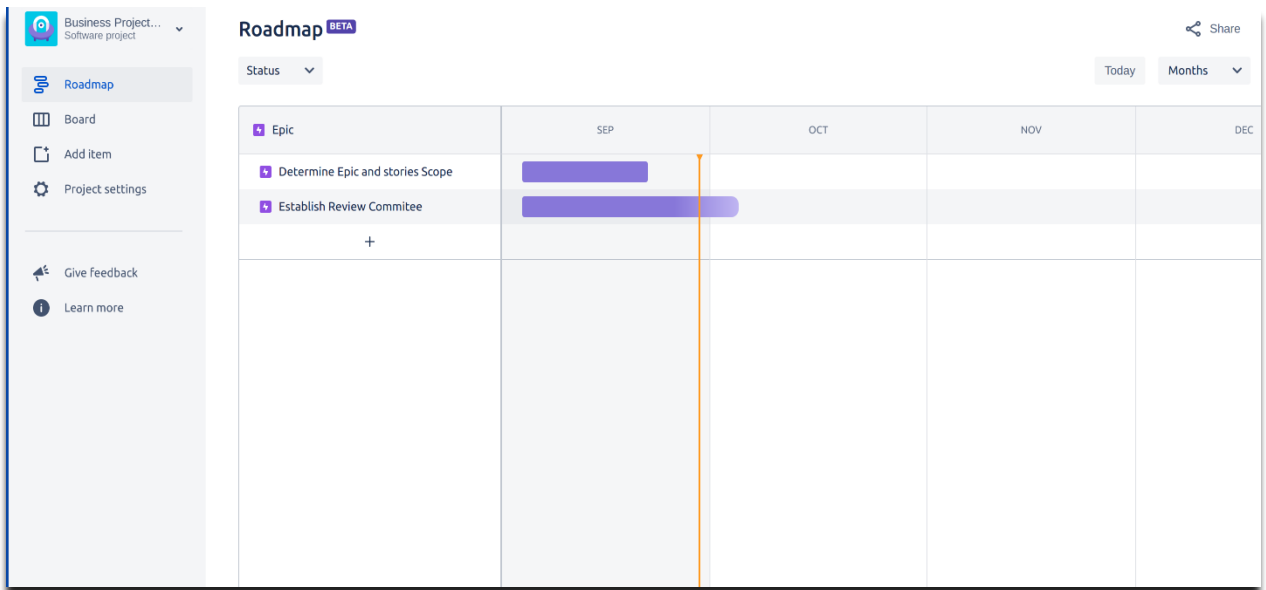 Business Project...
Software project
Roadmap
Board
Add item
Project settings
Give feedback
Learn more
Roadmap BETA
Share
Status
Today
Months
Epic
SEP
OCT
NOV
DEC
Determine Epic and stories Scope
Establish Review Commitee